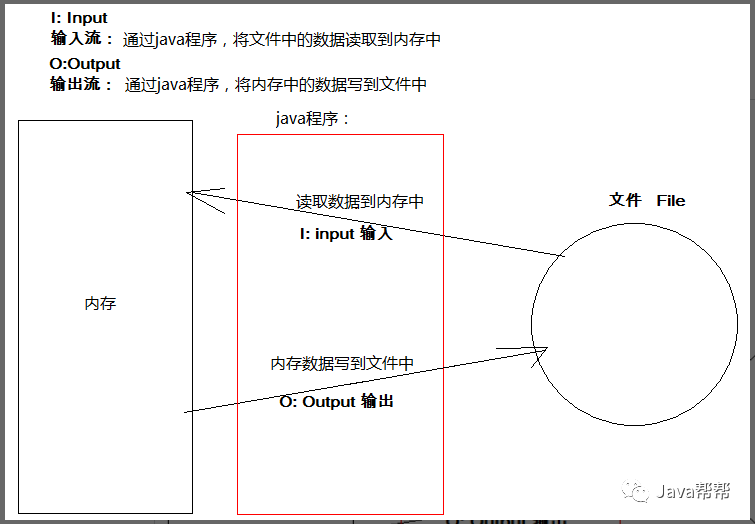 I: Input
输入流： 通过java程序，将文件中的数据读取到内存中
O:Output
输出流： 通过java程序，将内存中的数据写到文件中
java程序：
文件 File
读取数据到内存中
I: input 输入
内存
内存数据写到文件中
O: Output 输出
Java帮帮